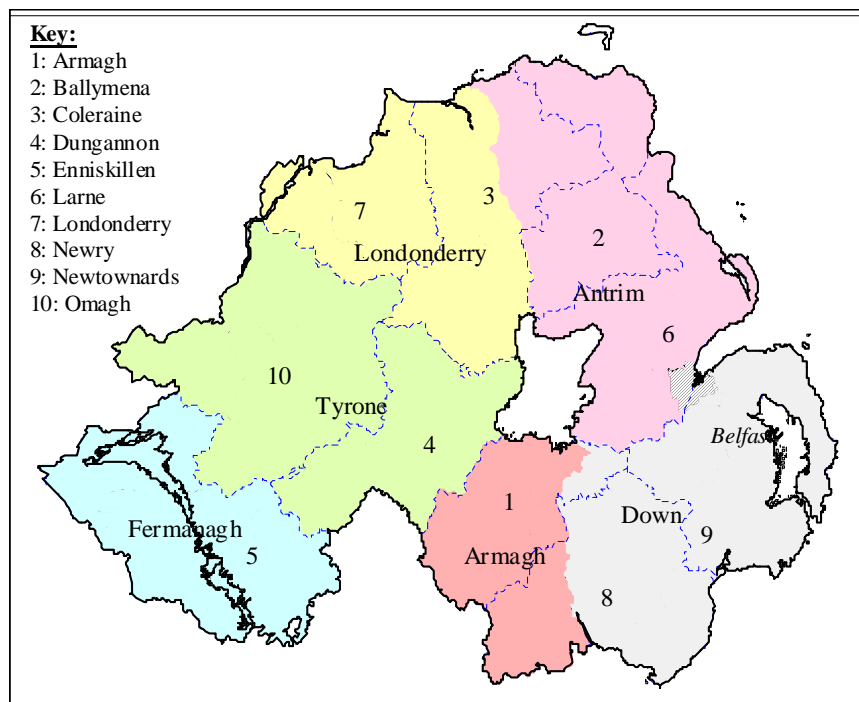 Key:
1: Armagh
2: Ballymena
3: Coleraine
4: Dungannon
5: Enniskillen
6: Larne
7: Londonderry
8: Newry
9: Newtownards
10: Omagh
7
3
Londonderry
2
Antrim
6
10
Tyrone
4
Belfas
1
Down
9
Fermanagh
5
Armagh
8